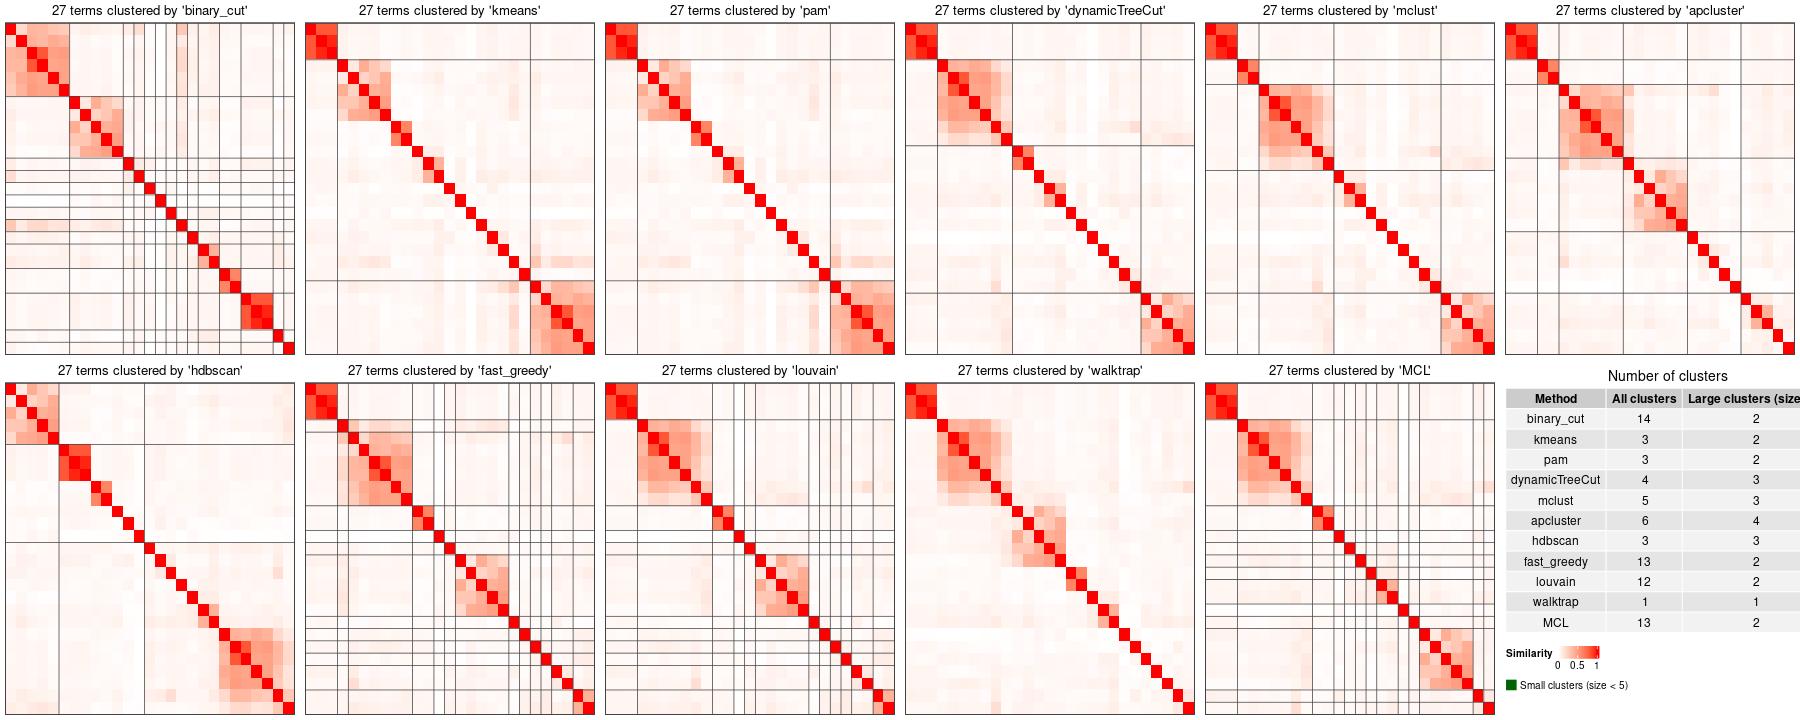 27 terms clustered by 'binary_cut'
27 terms clustered by 'kmeans'
27 terms clustered by 'pam'
27 terms clustered by 'dynamicTreeCut'
27 terms clustered by 'mclust'
27 terms clustered by 'apcluster'
27 terms clustered by 'hdbscan'
27 terms clustered by 'fast_greedy'
27 terms clustered by 'louvain'
27 terms clustered by 'walktrap'
27 terms clustered by 'MCL'
Number of clusters
Method All clusters Large clusters (size
binary_cut 14 2
kmeans 3 2
pam 3 2
dynamicTreeCut 4 3
mclust 5 3
apcluster 6 4
hdbscan 3 3
fast_greedy 13 2
louvain 12 2
walktrap 1 1
MCL 13 2
Similarity
0 0.5 1
Small clusters (size < 5)